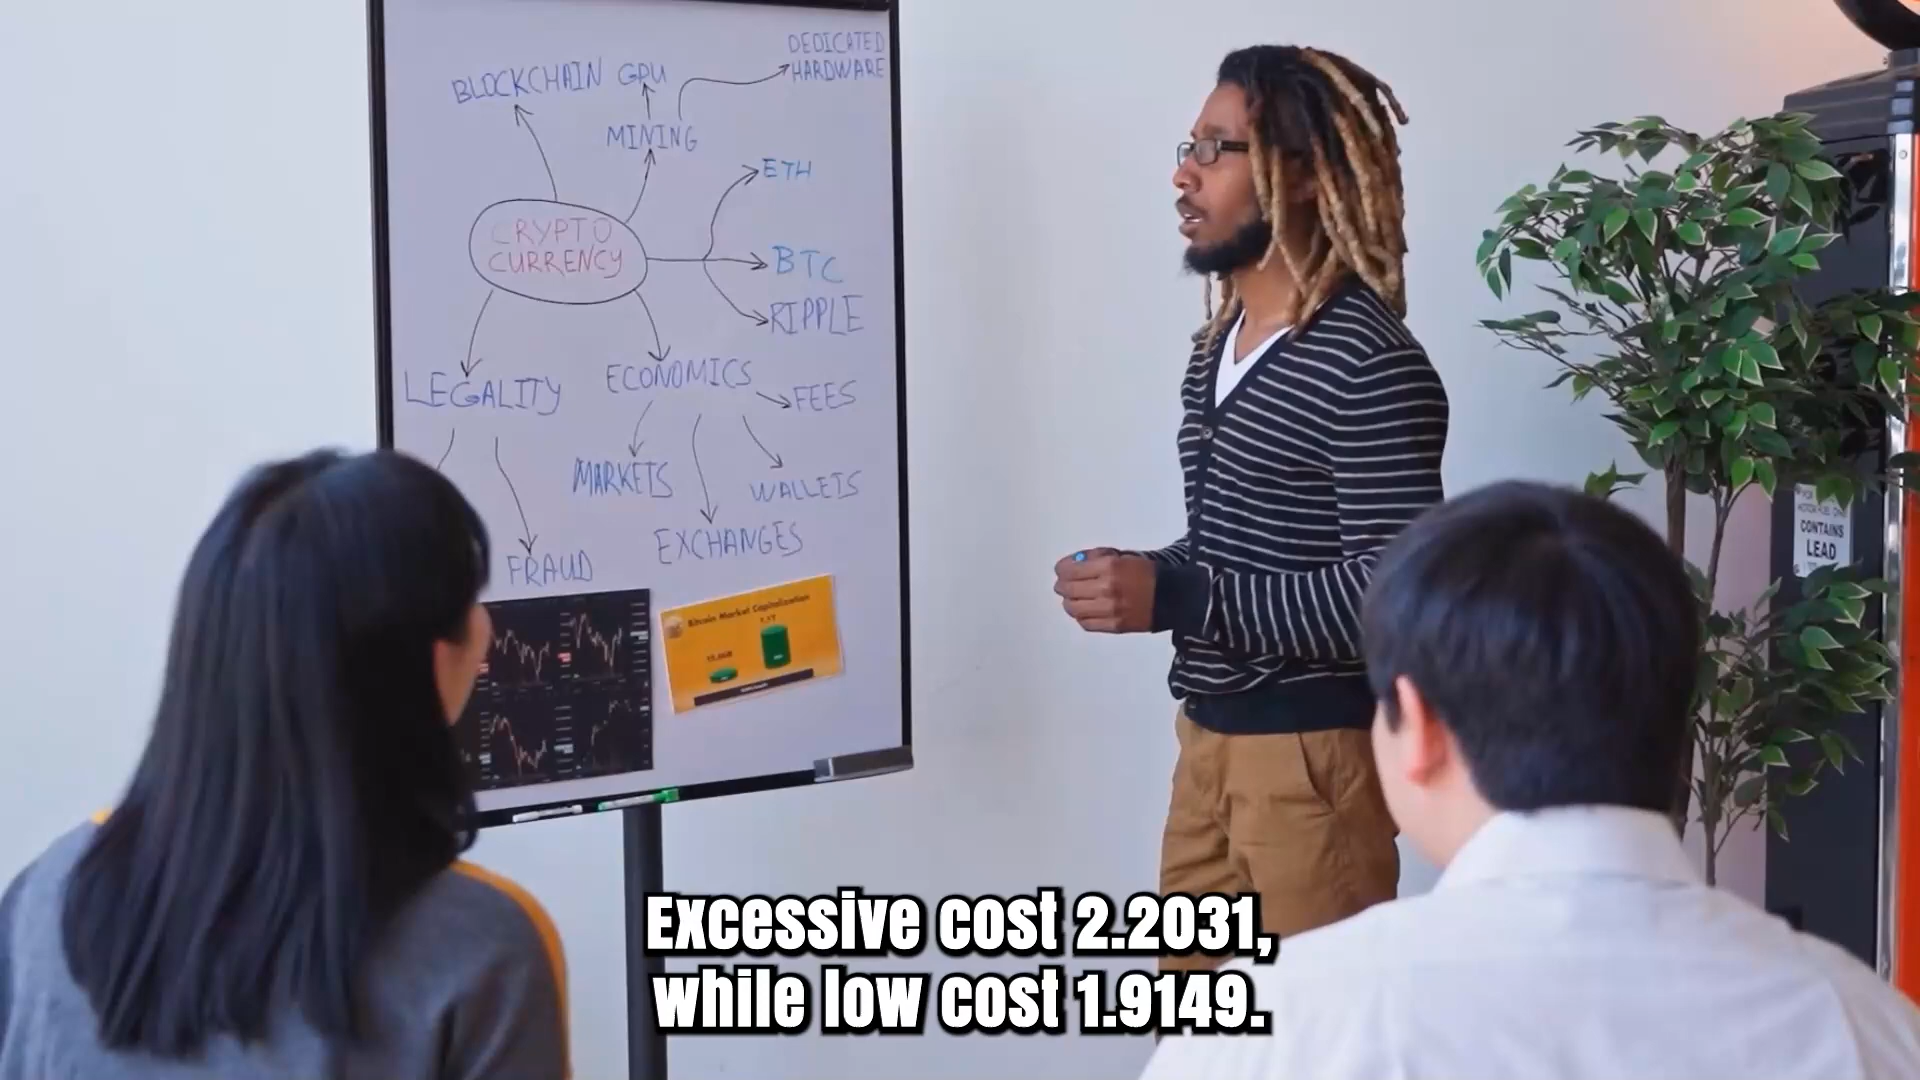 DEDICATED
HARDWARE
BLOCKCHAIN GPU
MINING
ETH
CRYPTO
CURRENCY
BTC
RIPPLE
LEGALITY
ECONOMICS
FEES
MARKETS
WALLETS
EXCHANGES
FRAUD
Bitcoin Market Capitalization
CONTAINS
LEAD
Excessive cost 2.2031,
while low cost 1.9149.